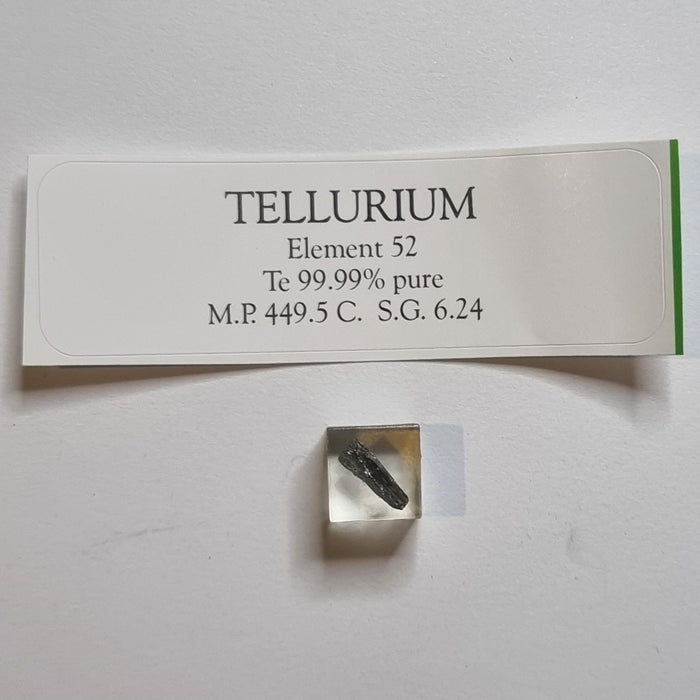 TELLURIUM
Element 52
Te 99.99% pure
M.P. 449.5 C.  S.G. 6.24